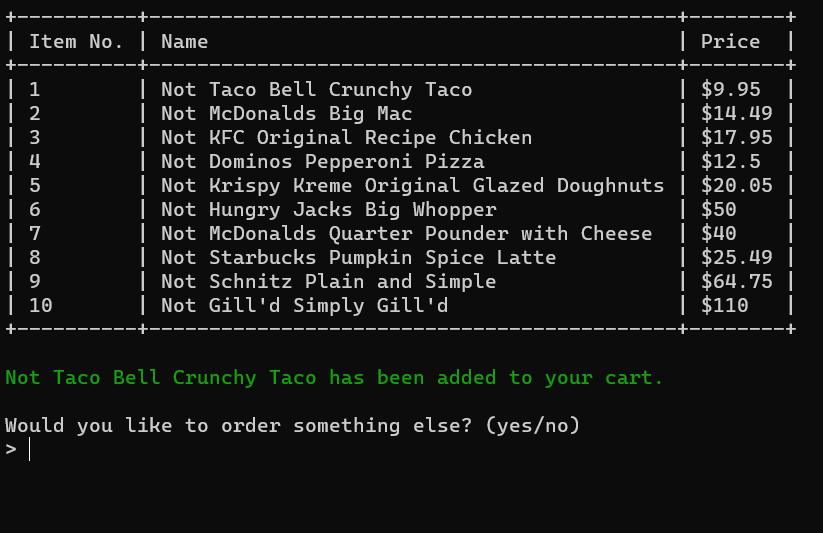 +----------+--------------------------------------------+--------+
| Item No. | Name                                       | Price  |
+----------+--------------------------------------------+--------+
| 1        | Not Taco Bell Crunchy Taco                 | $9.95  |
| 2        | Not McDonalds Big Mac                      | $14.49 |
| 3        | Not KFC Original Recipe Chicken            | $17.95 |
| 4        | Not Dominos Pepperoni Pizza                | $12.5  |
| 5        | Not Krispy Kreme Original Glazed Doughnuts | $20.05 |
| 6        | Not Hungry Jacks Big Whopper               | $50    |
| 7        | Not McDonalds Quarter Pounder with Cheese  | $40    |
| 8        | Not Starbucks Pumpkin Spice Latte          | $25.49 |
| 9        | Not Schnitz Plain and Simple               | $64.75 |
| 10       | Not Gill'd Simply Gill'd                   | $110   |
+----------+--------------------------------------------+--------+
Not Taco Bell Crunchy Taco has been added to your cart.
Would you like to order something else? (yes/no)
>